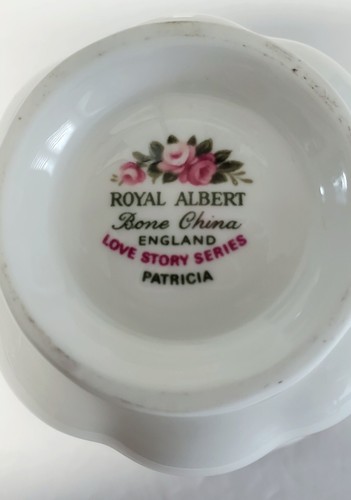 ROYAL ALBERT
Bone China
ENGLAND
LOVE STORY SERIES
PATRICIA